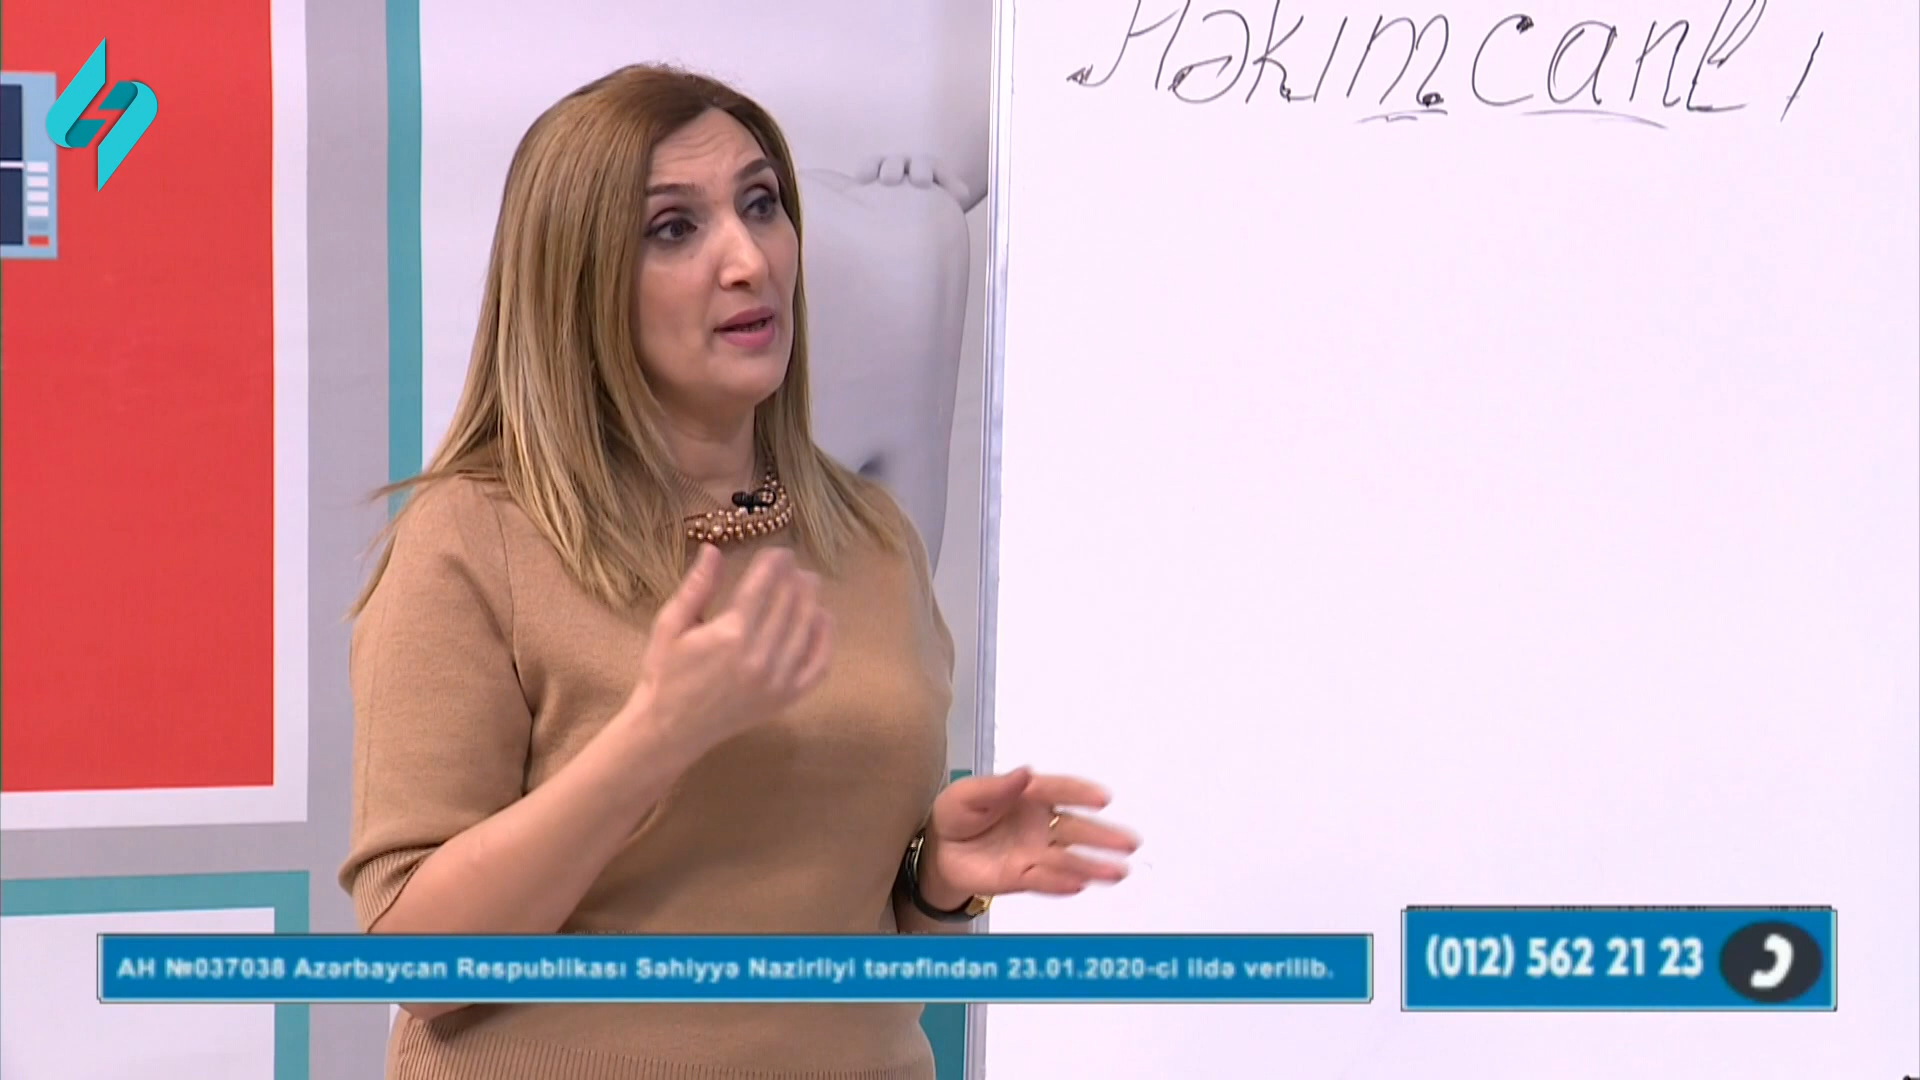 Həkimcanlı
AH №037038 Azərbaycan Respublikası Səhiyyə Nazirliyi tərəfindən 23.01.2020-ci ildə verilib.
(012) 562 21 23